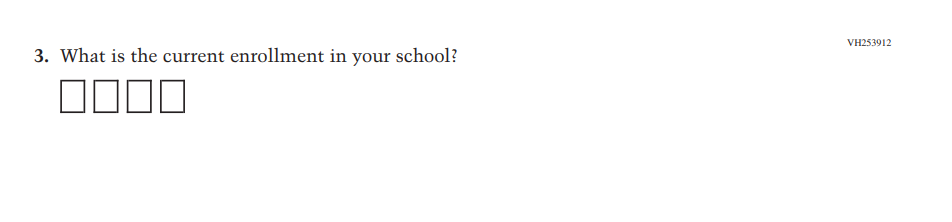 VH253912
3. What is the current enrollment in your school?